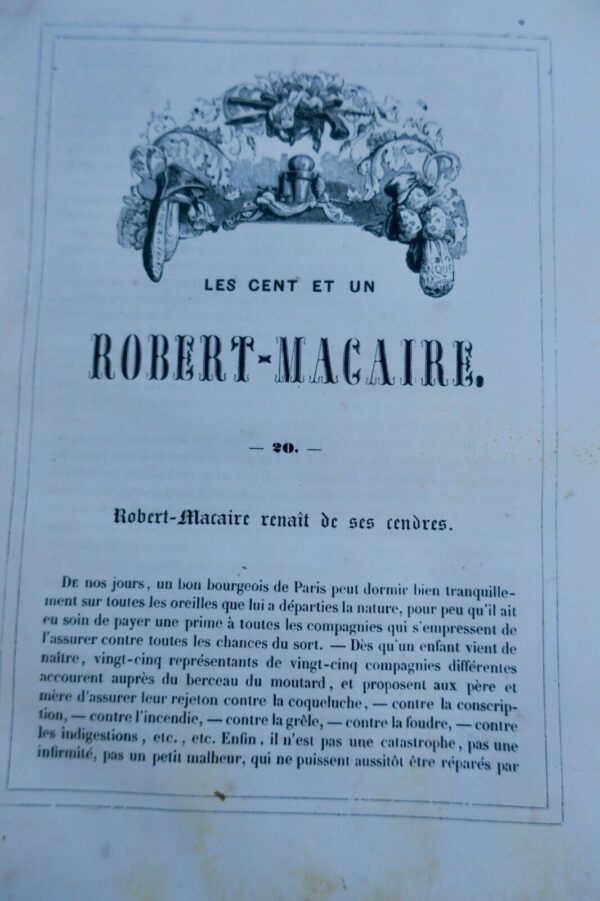 LES CENT ET UN
ROBERT-MACAIRE.
— 20. —
Robert-Macaire renaît de ses cendres.
DE nos jours, un bon bourgeois de Paris peut dormir bien tranquille-
ment sur toutes les oreilles que lui a départies la nature, pour peu qu'il ait
eu soin de payer une prime à toutes les compagnies qui s'empressent de
l'assurer contre toutes les chances du sort. — Dès qu'un enfant vient de
naître, vingt-cinq représentants de vingt-cinq compagnies différentes
accourent auprès du berceau du moutard, et proposent aux père et
mère d'assurer leur rejeton contre la coqueluche, — contre la conscrip-
tion, — contre l'incendie, — contre la grêle, — contre la foudre, — contre
les indigestions, etc., etc. Enfin, il n'est pas une catastrophe, pas une
infirmité, pas un petit malheur, qui ne puissent aussitôt être réparés par